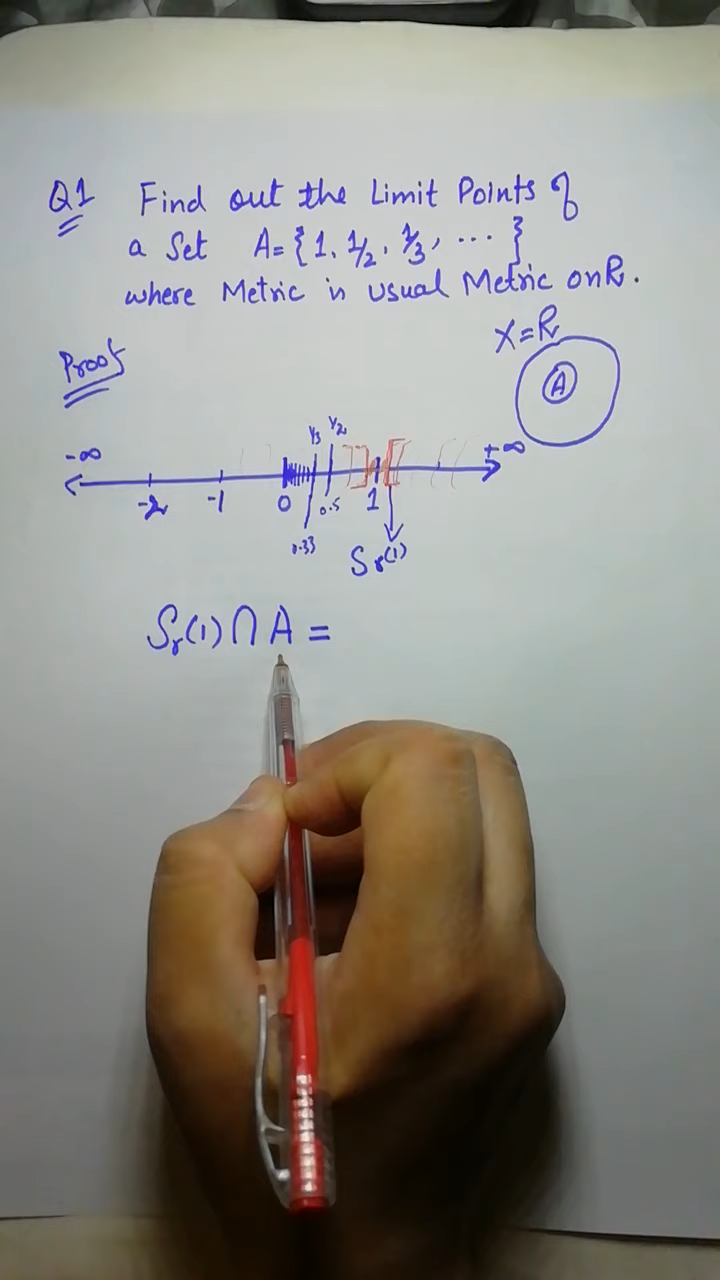 Q1 Find out the Limit Points of
a Set A={1, 1/2, 1/3, ... }
where Metric is usual Metric on R.
X=R
Proof
A
1/3 1/2
-∞ +∞
-2 -1 0 0.5 1
0.33 Sr(1)
Sr(1) ∩ A =